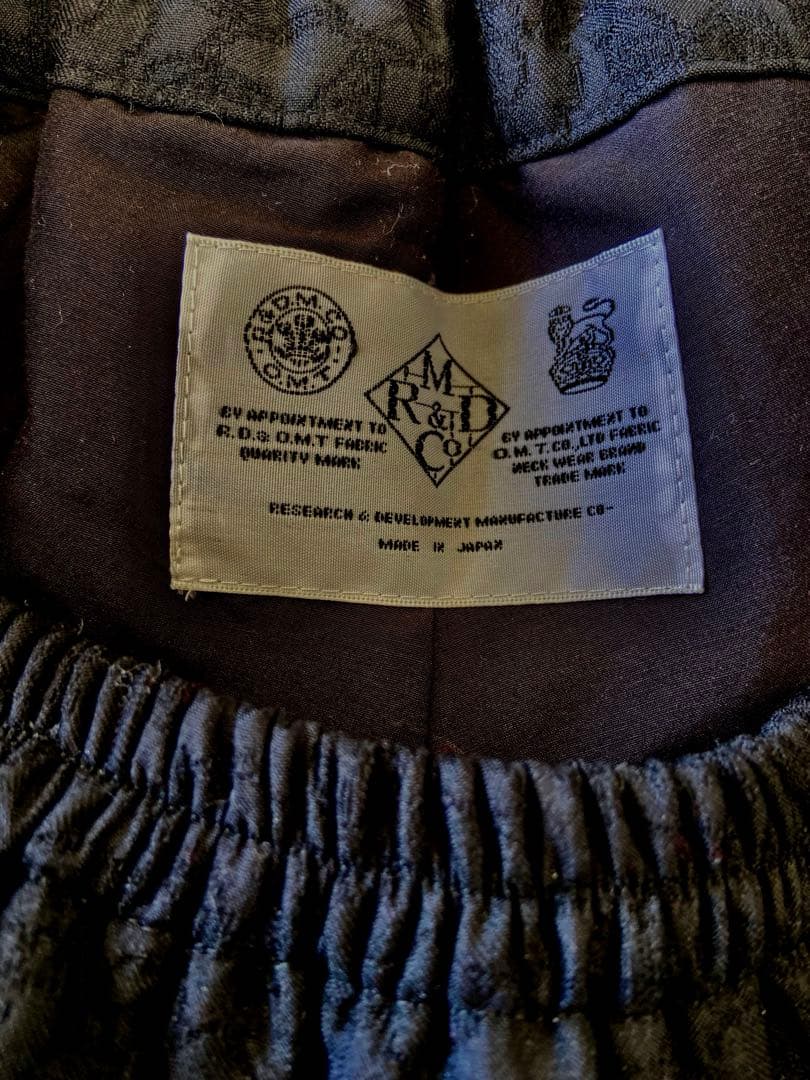 R.&D.M.CO.
O.M.T.
BY APPOINTMENT TO
R.D.& O.M.T FABRIC
QUARITY MARK
M
R & D
Co
BY APPOINTMENT TO
O.M.T.CO.,LTD FABRIC
NECK WEAR BRAND
TRADE MARK
RESEARCH & DEVELOPMENT MANUFACTURE CO-
MADE IN JAPAN